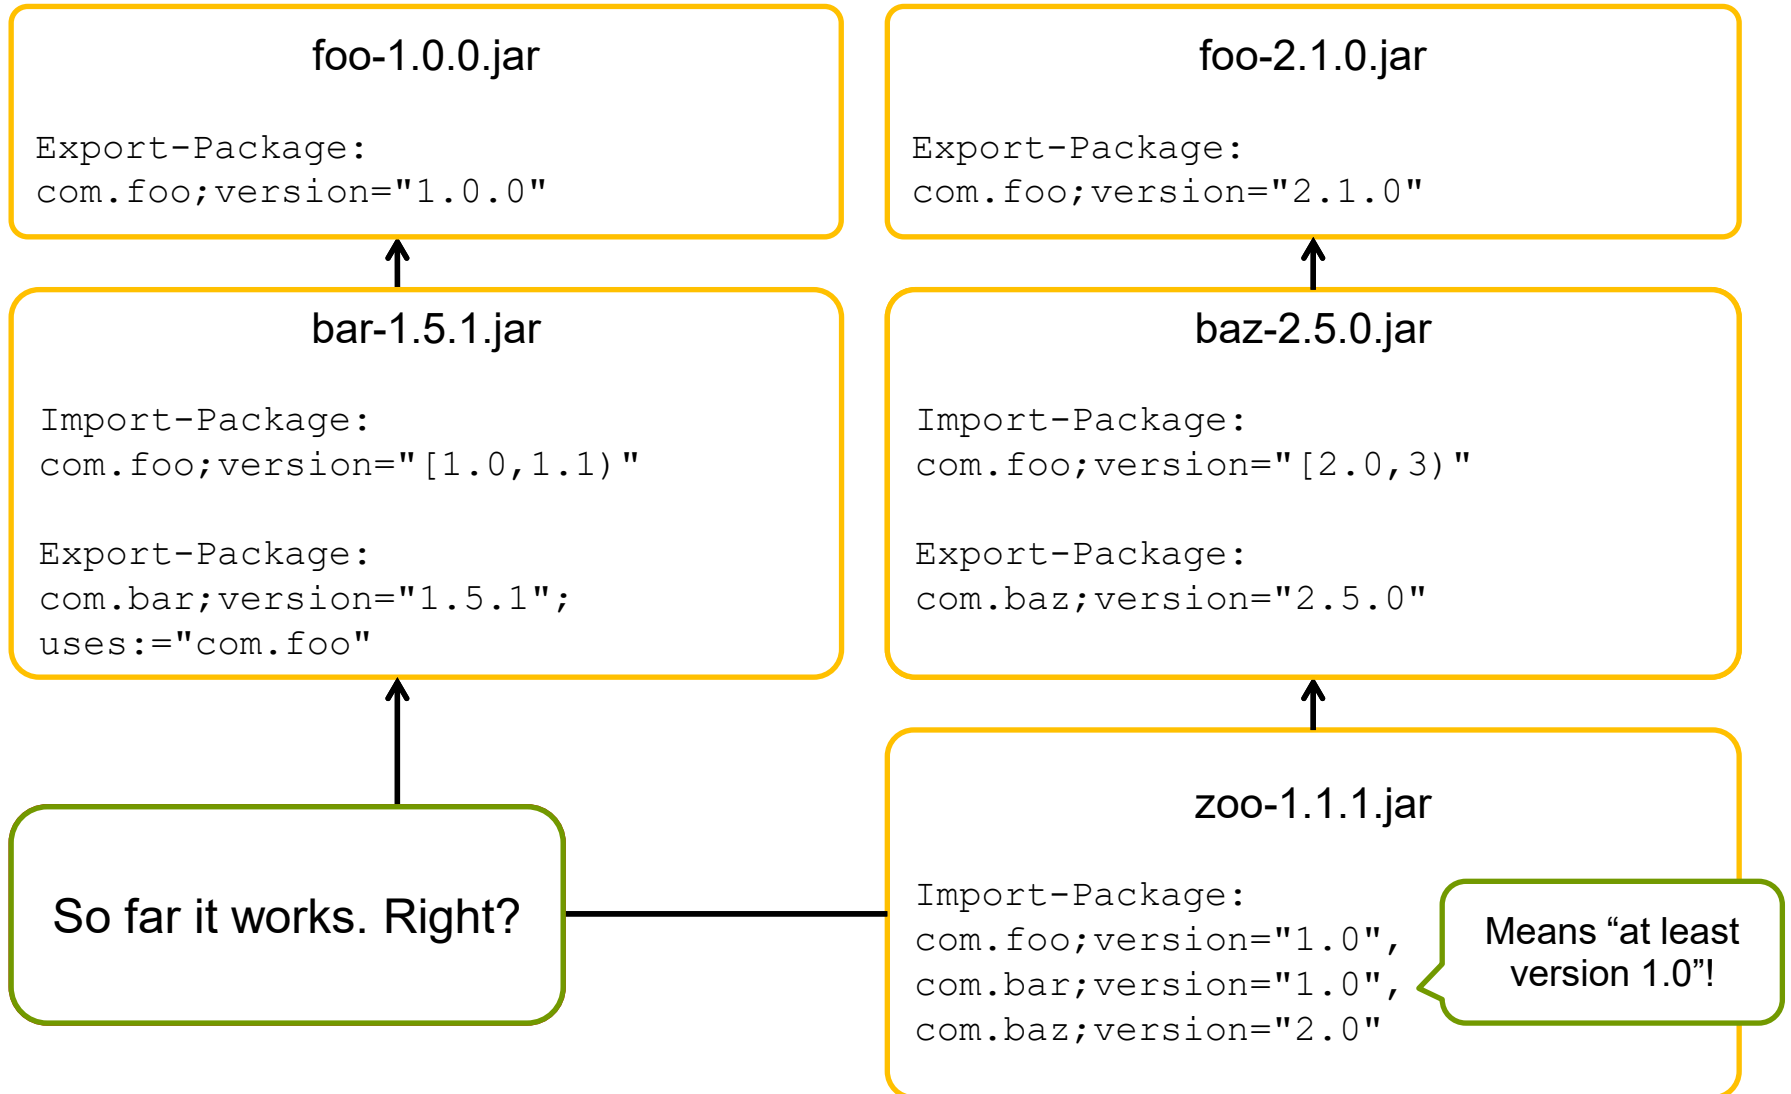 foo-1.0.0.jar
Export-Package:
com.foo;version="1.0.0"
foo-2.1.0.jar
Export-Package:
com.foo;version="2.1.0"
bar-1.5.1.jar
Import-Package:
com.foo;version="[1.0,1.1)"
Export-Package:
com.bar;version="1.5.1";
uses:="com.foo"
baz-2.5.0.jar
Import-Package:
com.foo;version="[2.0,3)"
Export-Package:
com.baz;version="2.5.0"
So far it works. Right?
zoo-1.1.1.jar
Import-Package:
com.foo;version="1.0",
com.bar;version="1.0",
com.baz;version="2.0"
Means “at least
version 1.0”!